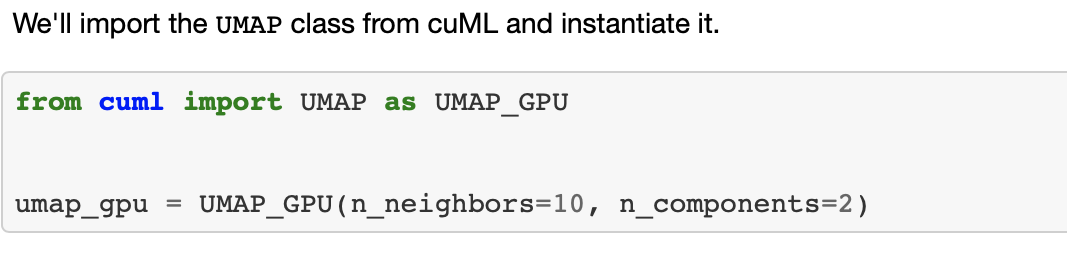 We'll import the UMAP class from cuML and instantiate it.
from cuml import UMAP as UMAP_GPU
umap_gpu = UMAP_GPU(n_neighbors=10, n_components=2)